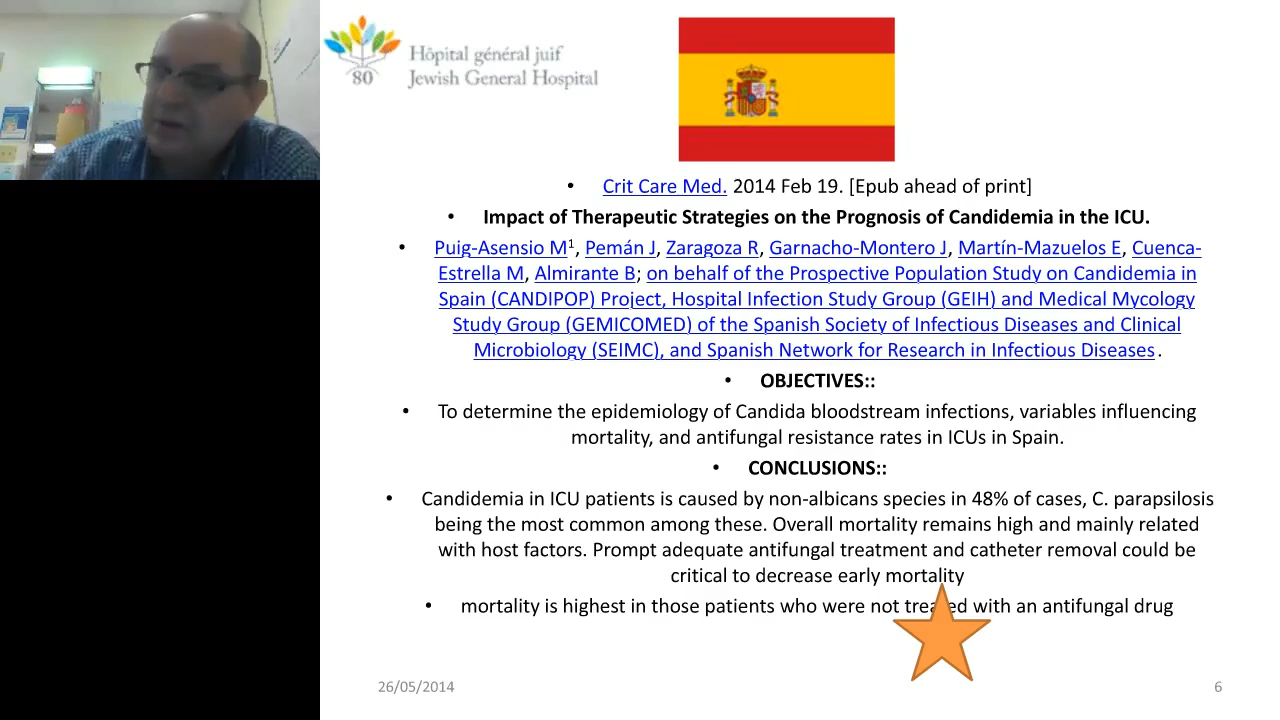 Hôpital général juif
Jewish General Hospital
80
• Crit Care Med. 2014 Feb 19. [Epub ahead of print]
• Impact of Therapeutic Strategies on the Prognosis of Candidemia in the ICU.
• Puig-Asensio M1, Pemán J, Zaragoza R, Garnacho-Montero J, Martín-Mazuelos E, Cuenca-
Estrella M, Almirante B; on behalf of the Prospective Population Study on Candidemia in
Spain (CANDIPOP) Project, Hospital Infection Study Group (GEIH) and Medical Mycology
Study Group (GEMICOMED) of the Spanish Society of Infectious Diseases and Clinical
Microbiology (SEIMC), and Spanish Network for Research in Infectious Diseases.
• OBJECTIVES::
• To determine the epidemiology of Candida bloodstream infections, variables influencing
mortality, and antifungal resistance rates in ICUs in Spain.
• CONCLUSIONS::
• Candidemia in ICU patients is caused by non-albicans species in 48% of cases, C. parapsilosis
being the most common among these. Overall mortality remains high and mainly related
with host factors. Prompt adequate antifungal treatment and catheter removal could be
critical to decrease early mortality
• mortality is highest in those patients who were not treated with an antifungal drug
26/05/2014
6